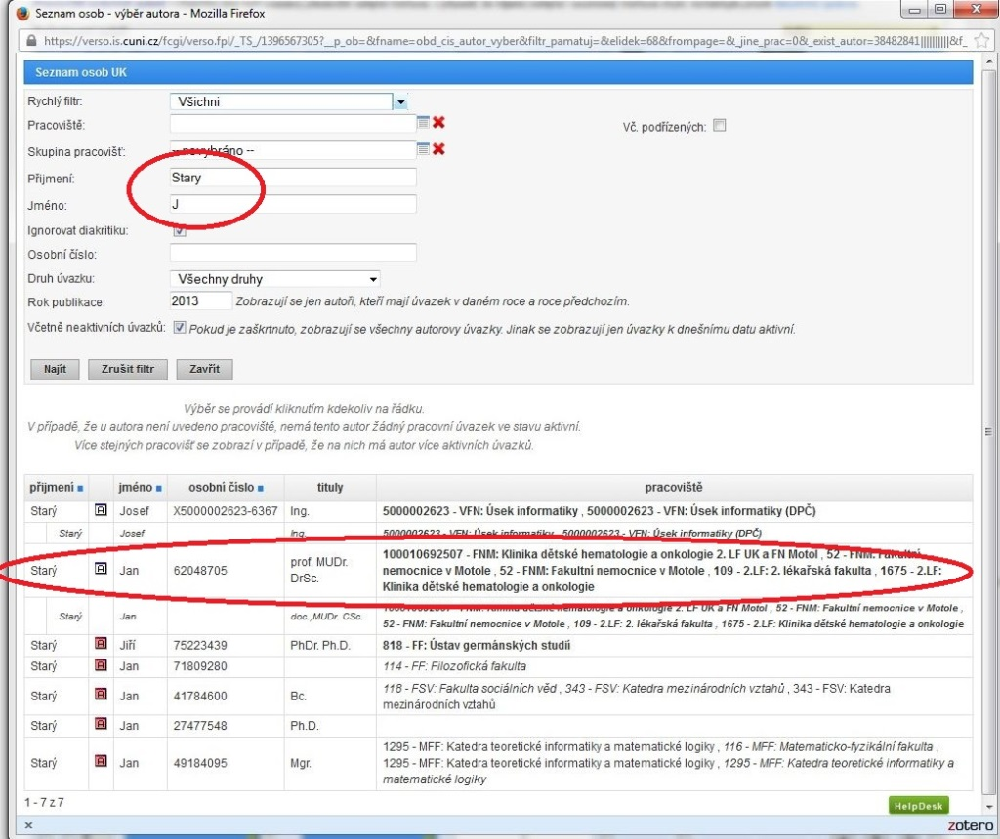 Seznam osob - výběr autora - Mozilla Firefox
https://verso.is.cuni.cz/fcgi/verso.fpl/_TS_/1396567305?__p_ob=&fname=obd_cis_autor_vyber&filtr_pamatuj=&elidek=68&frompage=&_jine_prac=0&_exist_autor=38482841||||||||||&f_
Seznam osob UK
Rychlý filtr: Všichni
Pracoviště: Vč. podřízených:
Skupina pracovišť: -- nevybráno --
Přijmení: Stary
Jméno: J
Ignorovat diakritiku:
Osobní číslo:
Druh úvazku: Všechny druhy
Rok publikace: 2013 Zobrazují se jen autoři, kteří mají úvazek v daném roce a roce předchozím.
Včetně neaktivních úvazků: Pokud je zaškrtnuto, zobrazují se všechny autorovy úvazky. Jinak se zobrazují jen úvazky k dnešnímu datu aktivní.
Najít Zrušit filtr Zavřít
Výběr se provádí kliknutím kdekoliv na řádku.
V případě, že u autora není uvedeno pracoviště, nemá tento autor žádný pracovní úvazek ve stavu aktivní.
Více stejných pracovišť se zobrazí v případě, že na nich má autor více aktivních úvazků.
přijmení jméno osobní číslo tituly pracoviště
Starý A Josef X5000002623-6367 Ing. 5000002623 - VFN: Úsek informatiky , 5000002623 - VFN: Úsek informatiky (DPČ)
Starý Josef Ing. 5000002623 - VFN: Úsek informatiky , 5000002623 - VFN: Úsek informatiky (DPČ)
Starý A Jan 62048705 prof. MUDr. DrSc. 100010692507 - FNM: Klinika dětské hematologie a onkologie 2. LF UK a FN Motol , 52 - FNM: Fakultní
nemocnice v Motole , 52 - FNM: Fakultní nemocnice v Motole , 109 - 2.LF: 2. lékařská fakulta , 1675 - 2.LF:
Klinika dětské hematologie a onkologie
Starý Jan doc.,MUDr. CSc. 100010692507 - FNM: Klinika dětské hematologie a onkologie 2. LF UK a FN Motol , 52 - FNM: Fakultní nemocnice v Motole ,
52 - FNM: Fakultní nemocnice v Motole , 109 - 2.LF: 2. lékařská fakulta , 1675 - 2.LF: Klinika dětské hematologie a onkologie
Starý A Jiří 75223439 PhDr. Ph.D. 818 - FF: Ústav germánských studií
Starý A Jan 71809280 114 - FF: Filozofická fakulta
Starý A Jan 41784600 Bc. 118 - FSV: Fakulta sociálních věd , 343 - FSV: Katedra mezinárodních vztahů , 343 - FSV: Katedra
mezinárodních vztahů
Starý A Jan 27477548 Ph.D.
Starý A Jan 49184095 Mgr. 1295 - MFF: Katedra teoretické informatiky a matematické logiky , 116 - MFF: Matematicko-fyzikální fakulta ,
1295 - MFF: Katedra teoretické informatiky a matematické logiky , 1295 - MFF: Katedra teoretické informatiky a
matematické logiky
1 - 7 z 7
HelpDesk
zotero